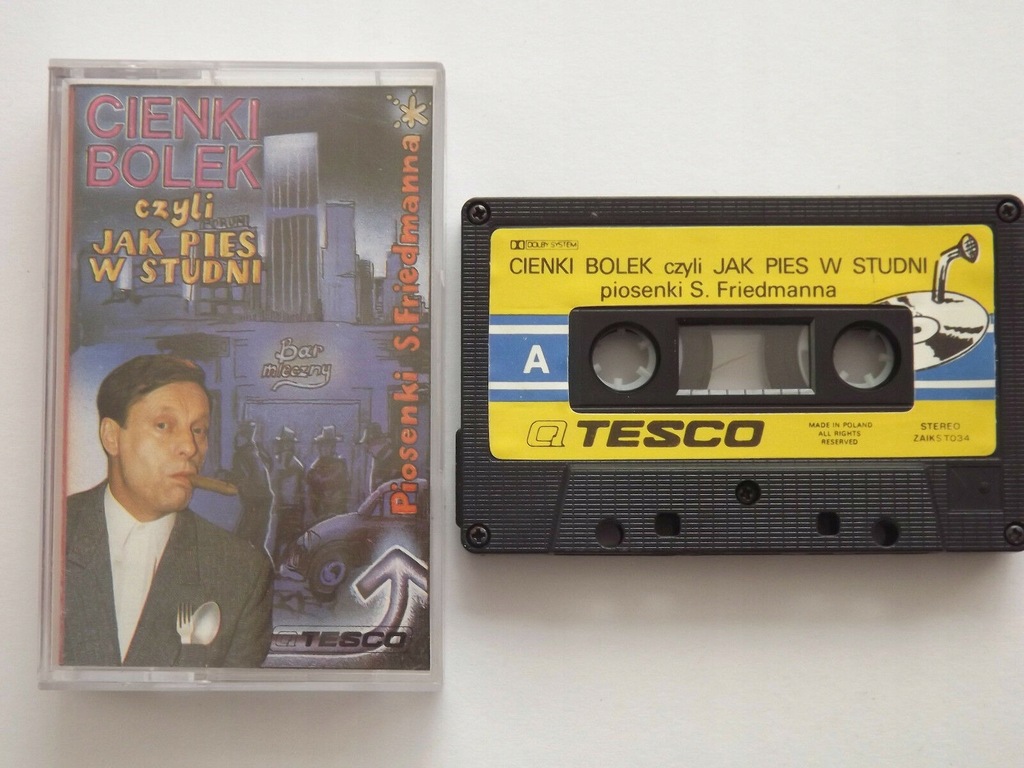 CIENKI
BOLEK
czyli
JAK PIES
W STUDNI
Piosenki S.Friedmanna
Bar
mleczny
TESCO
DOLBY SYSTEM
CIENKI BOLEK czyli JAK PIES W STUDNI
piosenki S. Friedmanna
A
TESCO
MADE IN POLAND
ALL RIGHTS
RESERVED
STEREO
ZAIKS T034